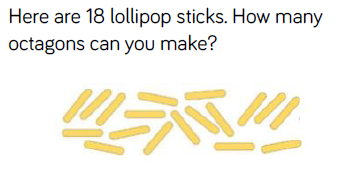 Here are 18 lollipop sticks. How many
octagons can you make?